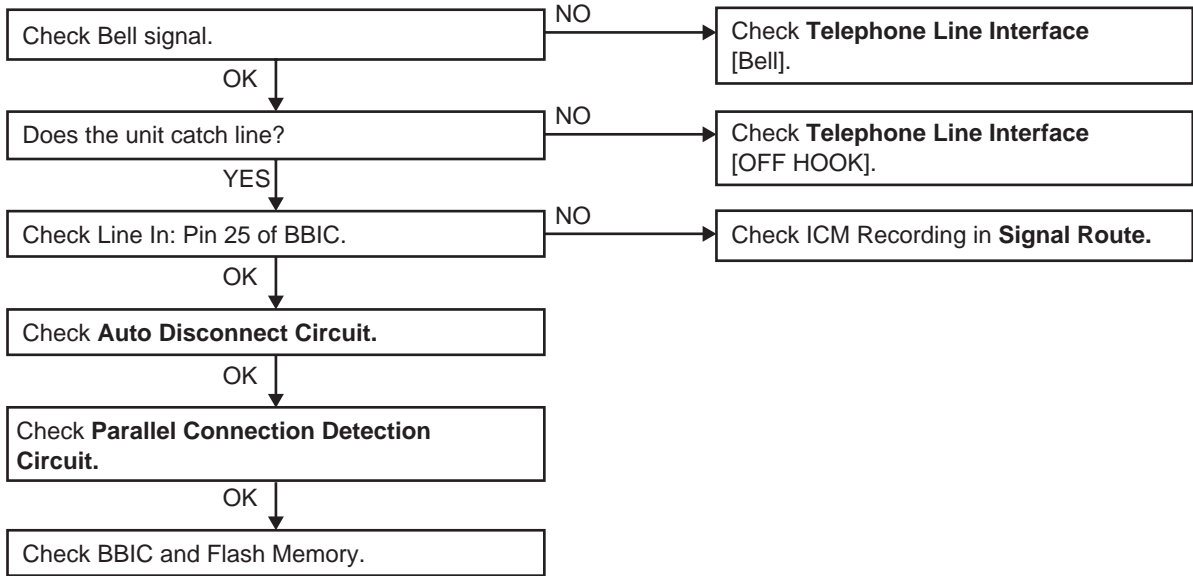 Check Bell signal.
NO
Check Telephone Line Interface
[Bell].
OK
Does the unit catch line?
NO
Check Telephone Line Interface
[OFF HOOK].
YES
Check Line In: Pin 25 of BBIC.
NO
Check ICM Recording in Signal Route.
OK
Check Auto Disconnect Circuit.
OK
Check Parallel Connection Detection
Circuit.
OK
Check BBIC and Flash Memory.